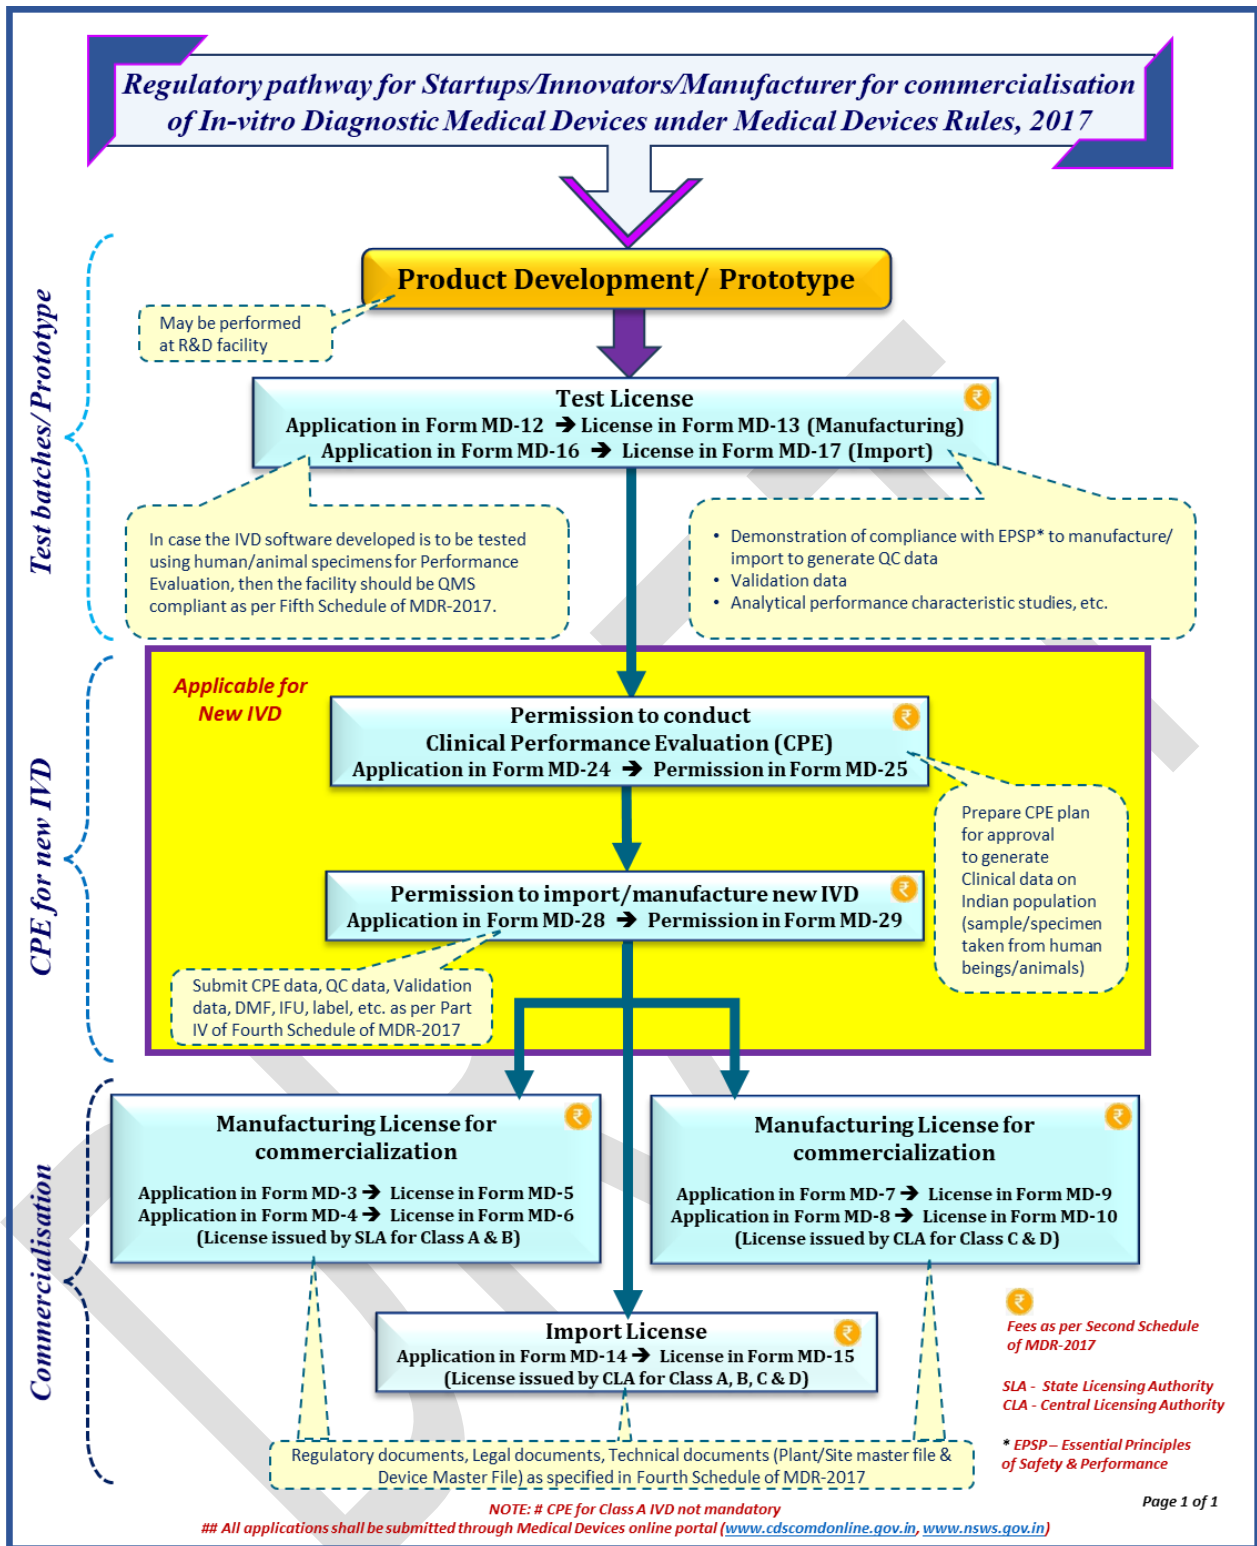 Regulatory pathway for Startups/Innovators/Manufacturer for commercialisation
of In-vitro Diagnostic Medical Devices under Medical Devices Rules, 2017
Test batches/ Prototype
Product Development/ Prototype
May be performed
at R&D facility
Test License
₹
Application in Form MD-12 ➔ License in Form MD-13 (Manufacturing)
Application in Form MD-16 ➔ License in Form MD-17 (Import)
In case the IVD software developed is to be tested
using human/animal specimens for Performance
Evaluation, then the facility should be QMS
compliant as per Fifth Schedule of MDR-2017.
• Demonstration of compliance with EPSP* to manufacture/
import to generate QC data
• Validation data
• Analytical performance characteristic studies, etc.
CPE for new IVD
Applicable for
New IVD
Permission to conduct
₹
Clinical Performance Evaluation (CPE)
Application in Form MD-24 ➔ Permission in Form MD-25
Prepare CPE plan
for approval
to generate
Clinical data on
Indian population
(sample/specimen
taken from human
beings/animals)
Permission to import/manufacture new IVD
₹
Application in Form MD-28 ➔ Permission in Form MD-29
Submit CPE data, QC data, Validation
data, DMF, IFU, label, etc. as per Part
IV of Fourth Schedule of MDR-2017
Commercialisation
Manufacturing License for
₹
commercialization
Application in Form MD-3 ➔ License in Form MD-5
Application in Form MD-4 ➔ License in Form MD-6
(License issued by SLA for Class A & B)
Manufacturing License for
₹
commercialization
Application in Form MD-7 ➔ License in Form MD-9
Application in Form MD-8 ➔ License in Form MD-10
(License issued by CLA for Class C & D)
Import License
₹
Application in Form MD-14 ➔ License in Form MD-15
(License issued by CLA for Class A, B, C & D)
₹
Fees as per Second Schedule
of MDR-2017
SLA - State Licensing Authority
CLA - Central Licensing Authority
* EPSP – Essential Principles
of Safety & Performance
Regulatory documents, Legal documents, Technical documents (Plant/Site master file &
Device Master File) as specified in Fourth Schedule of MDR-2017
Page 1 of 1
NOTE: # CPE for Class A IVD not mandatory
## All applications shall be submitted through Medical Devices online portal (www.cdscomdonline.gov.in, www.nsws.gov.in)